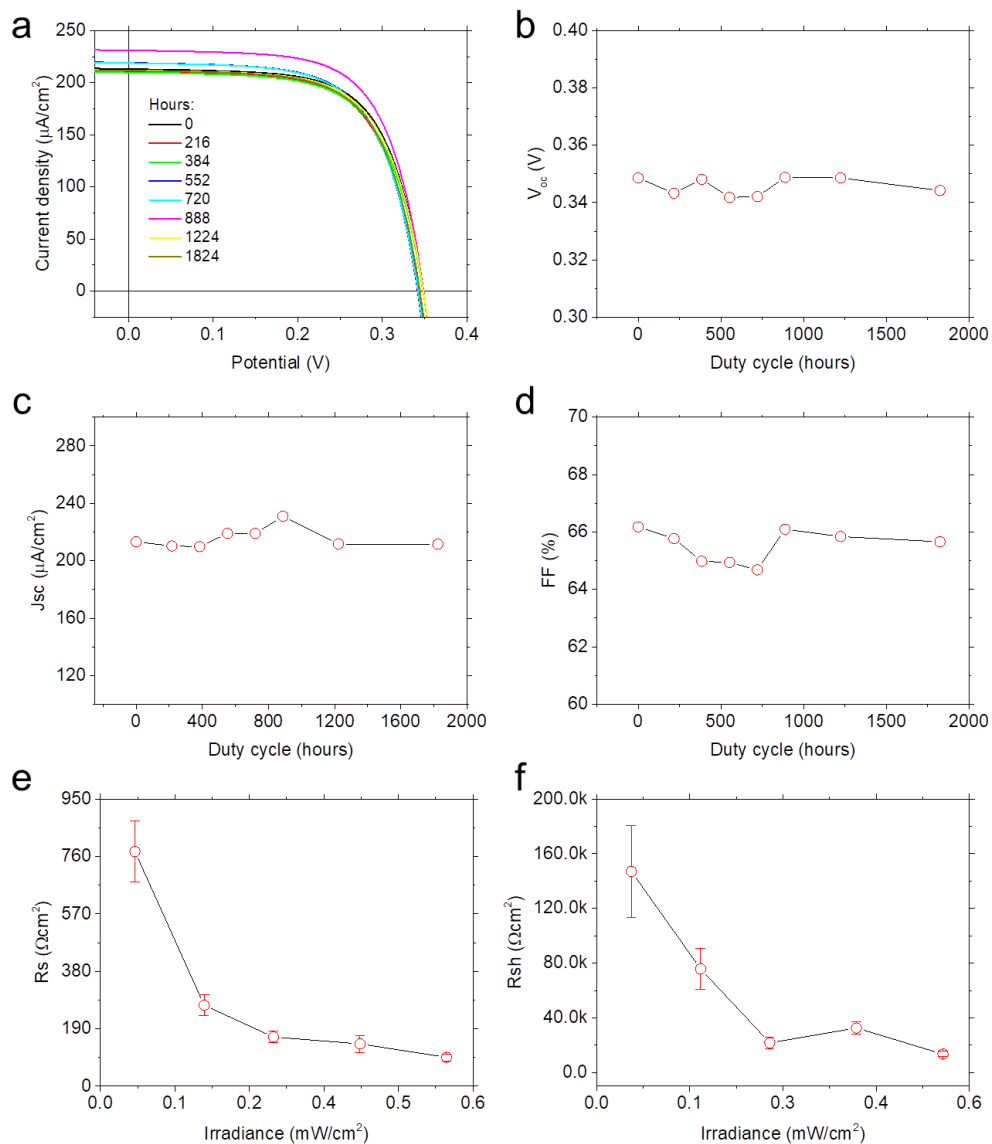 a
250
200
150
100
50
0
Current density (μA/cm²)
Hours:
0
216
384
552
720
888
1224
1824
0.0 0.1 0.2 0.3 0.4
Potential (V)
b
0.40
0.38
0.36
0.34
0.32
0.30
Voc (V)
0 500 1000 1500 2000
Duty cycle (hours)
c
280
240
200
160
120
Jsc (μA/cm²)
0 400 800 1200 1600 2000
Duty cycle (hours)
d
70
68
66
64
62
60
FF (%)
0 500 1000 1500 2000
Duty cycle (hours)
e
950
760
570
380
190
0
Rs (Ωcm²)
0.0 0.1 0.2 0.3 0.4 0.6
Irradiance (mW/cm²)
f
200.0k
160.0k
120.0k
80.0k
40.0k
0.0
Rsh (Ωcm²)
0.0 0.1 0.3 0.4 0.6
Irradiance (mW/cm²)